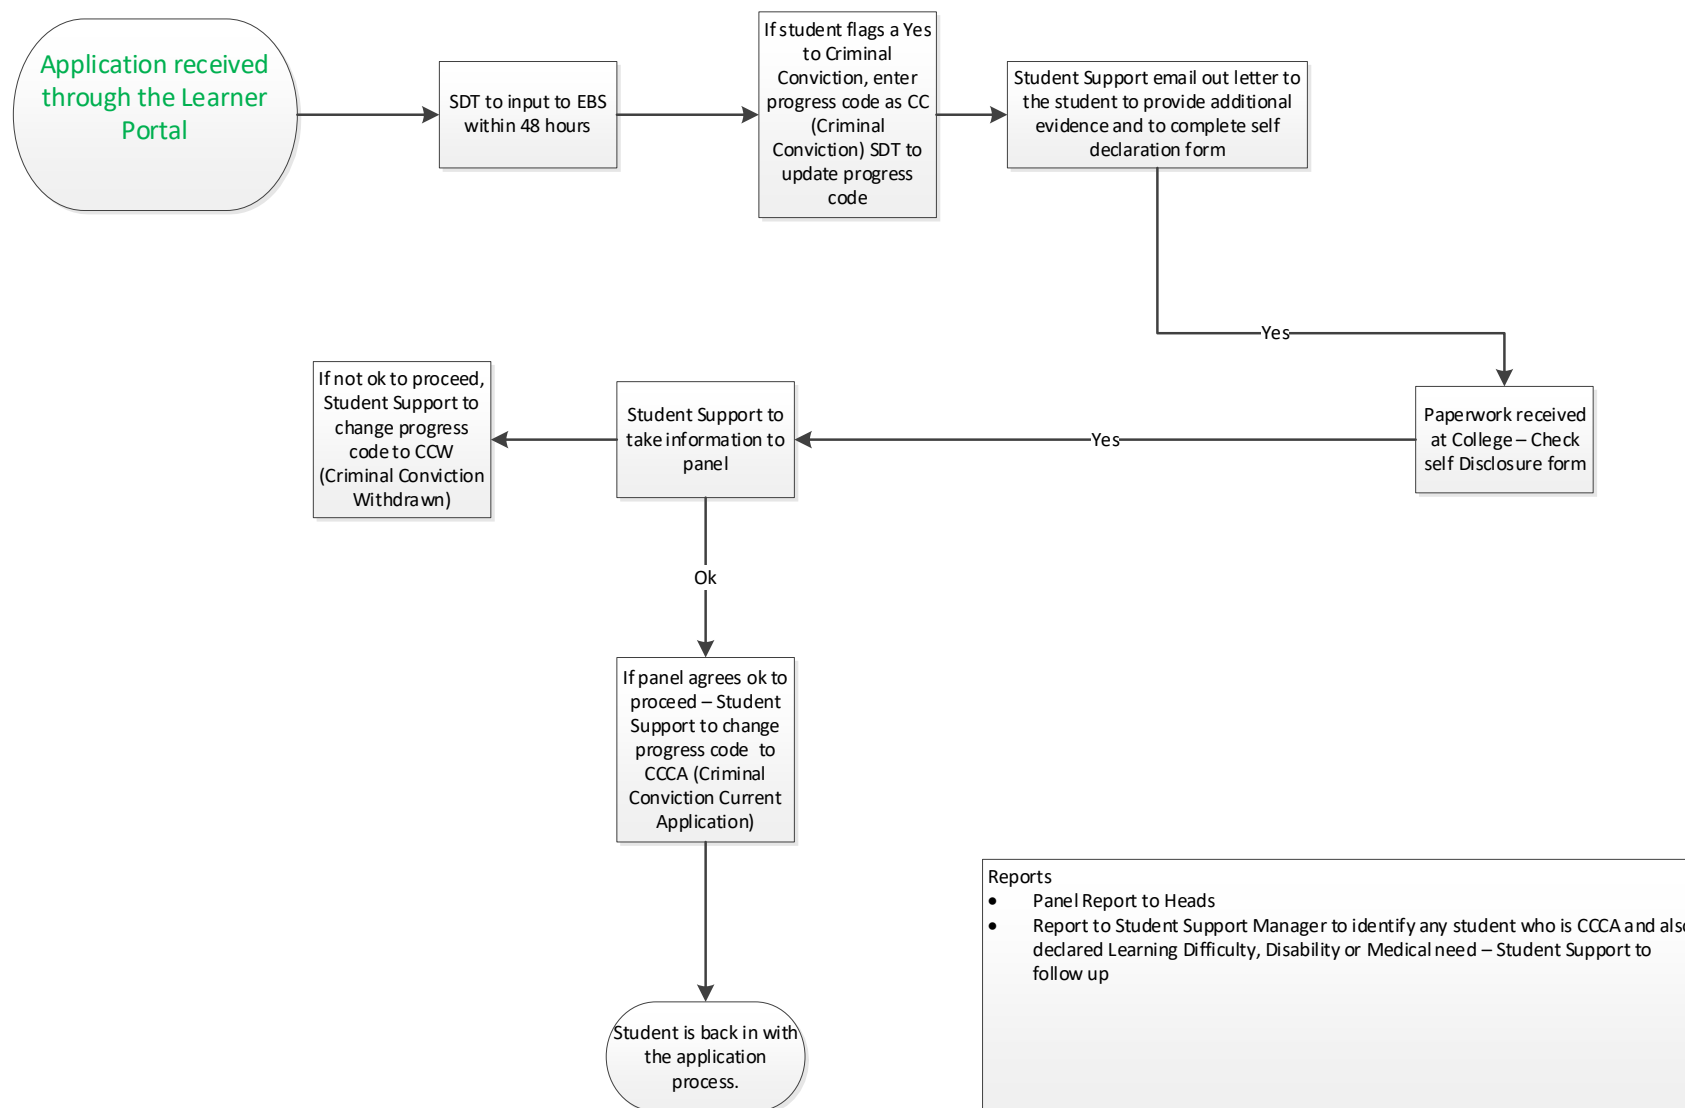 Application received
through the Learner
Portal
SDT to input to EBS
within 48 hours
If student flags a Yes
to Criminal
Conviction, enter
progress code as CC
(Criminal
Conviction) SDT to
update progress
code
Student Support email out letter to
the student to provide additional
evidence and to complete self
declaration form
Yes
Paperwork received
at College – Check
self Disclosure form
Yes
Student Support to
take information to
panel
If not ok to proceed,
Student Support to
change progress
code to CCW
(Criminal Conviction
Withdrawn)
Ok
If panel agrees ok to
proceed – Student
Support to change
progress code to
CCCA (Criminal
Conviction Current
Application)
Student is back in with
the application
process.
Reports
• Panel Report to Heads
• Report to Student Support Manager to identify any student who is CCCA and also
declared Learning Difficulty, Disability or Medical need – Student Support to
follow up